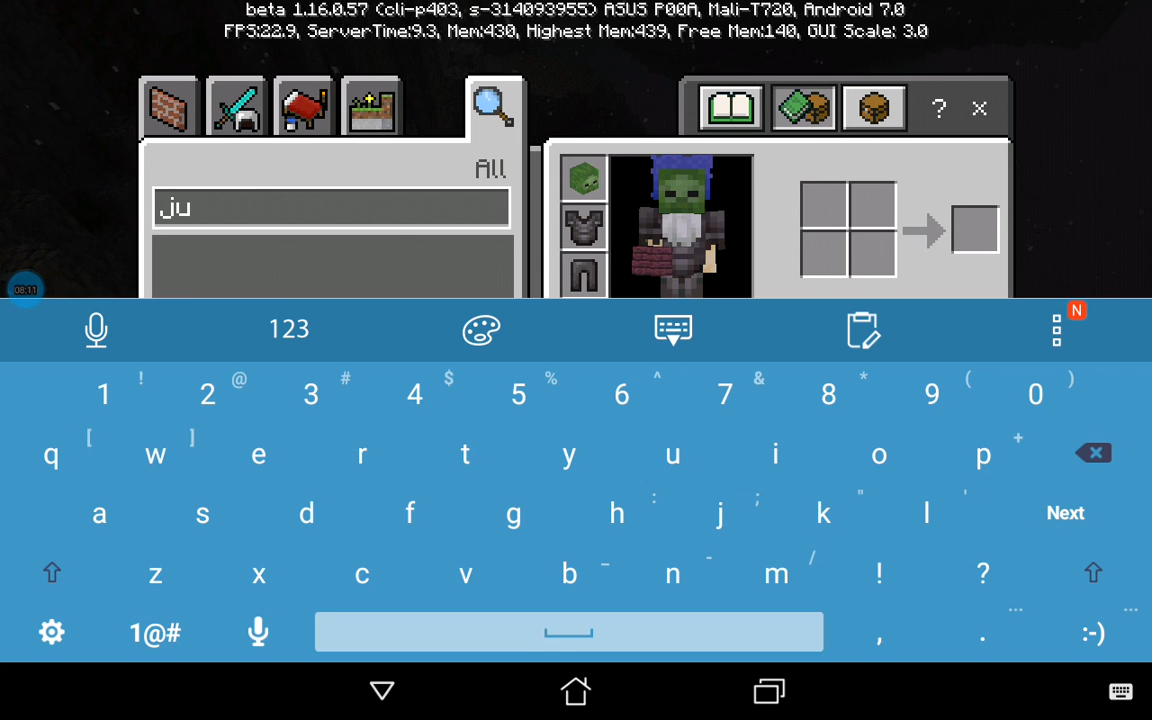 beta 1.16.0.57 (cli-p403, s-314093955) ASUS P00A, Mali-T720, Android 7.0
FPS:22.9, ServerTime:9.3, Mem:430, Highest Mem:439, Free Mem:140, GUI Scale: 3.0
? ×
All
ju
08:11
123
N
! @ # $ % ^ & * ( )
1 2 3 4 5 6 7 8 9 0
[ ] +
q w e r t y u i o p
: ; " '
a s d f g h j k l Next
_ - /
z x c v b n m ! ?
... ...
1@# , . :-)